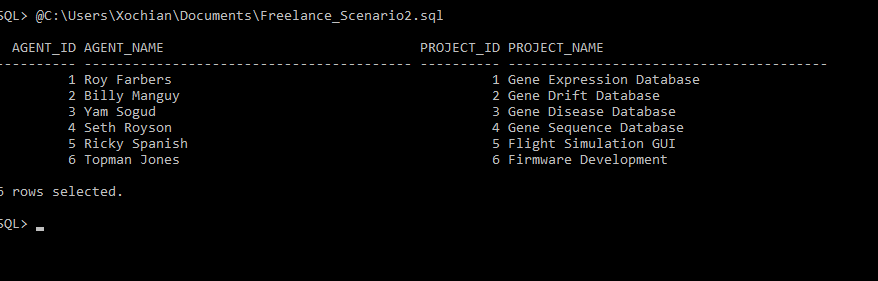 SQL> @C:\Users\Xochian\Documents\Freelance_Scenario2.sql
AGENT_ID AGENT_NAME PROJECT_ID PROJECT_NAME
---------- ----------------------------------------- ---------- ----------------------------------------
1 Roy Farbers 1 Gene Expression Database
2 Billy Manguy 2 Gene Drift Database
3 Yam Sogud 3 Gene Disease Database
4 Seth Royson 4 Gene Sequence Database
5 Ricky Spanish 5 Flight Simulation GUI
6 Topman Jones 6 Firmware Development
6 rows selected.
SQL>